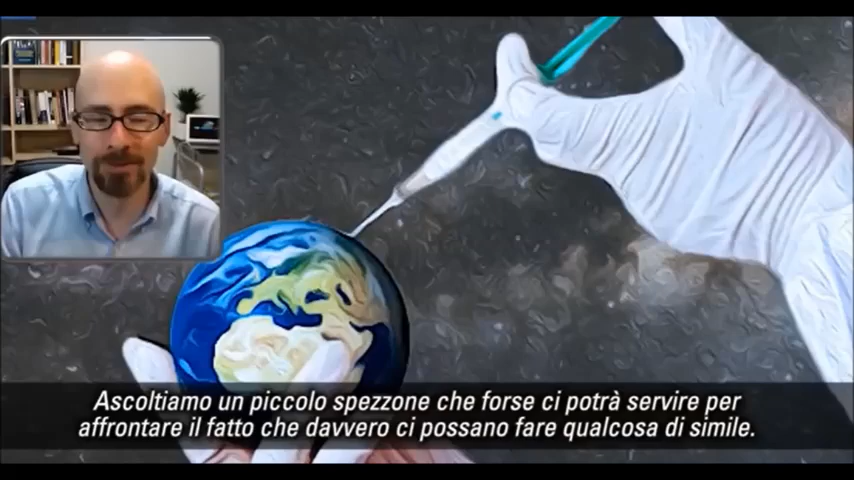 Ascoltiamo un piccolo spezzone che forse ci potrà servire per
affrontare il fatto che davvero ci possano fare qualcosa di simile.